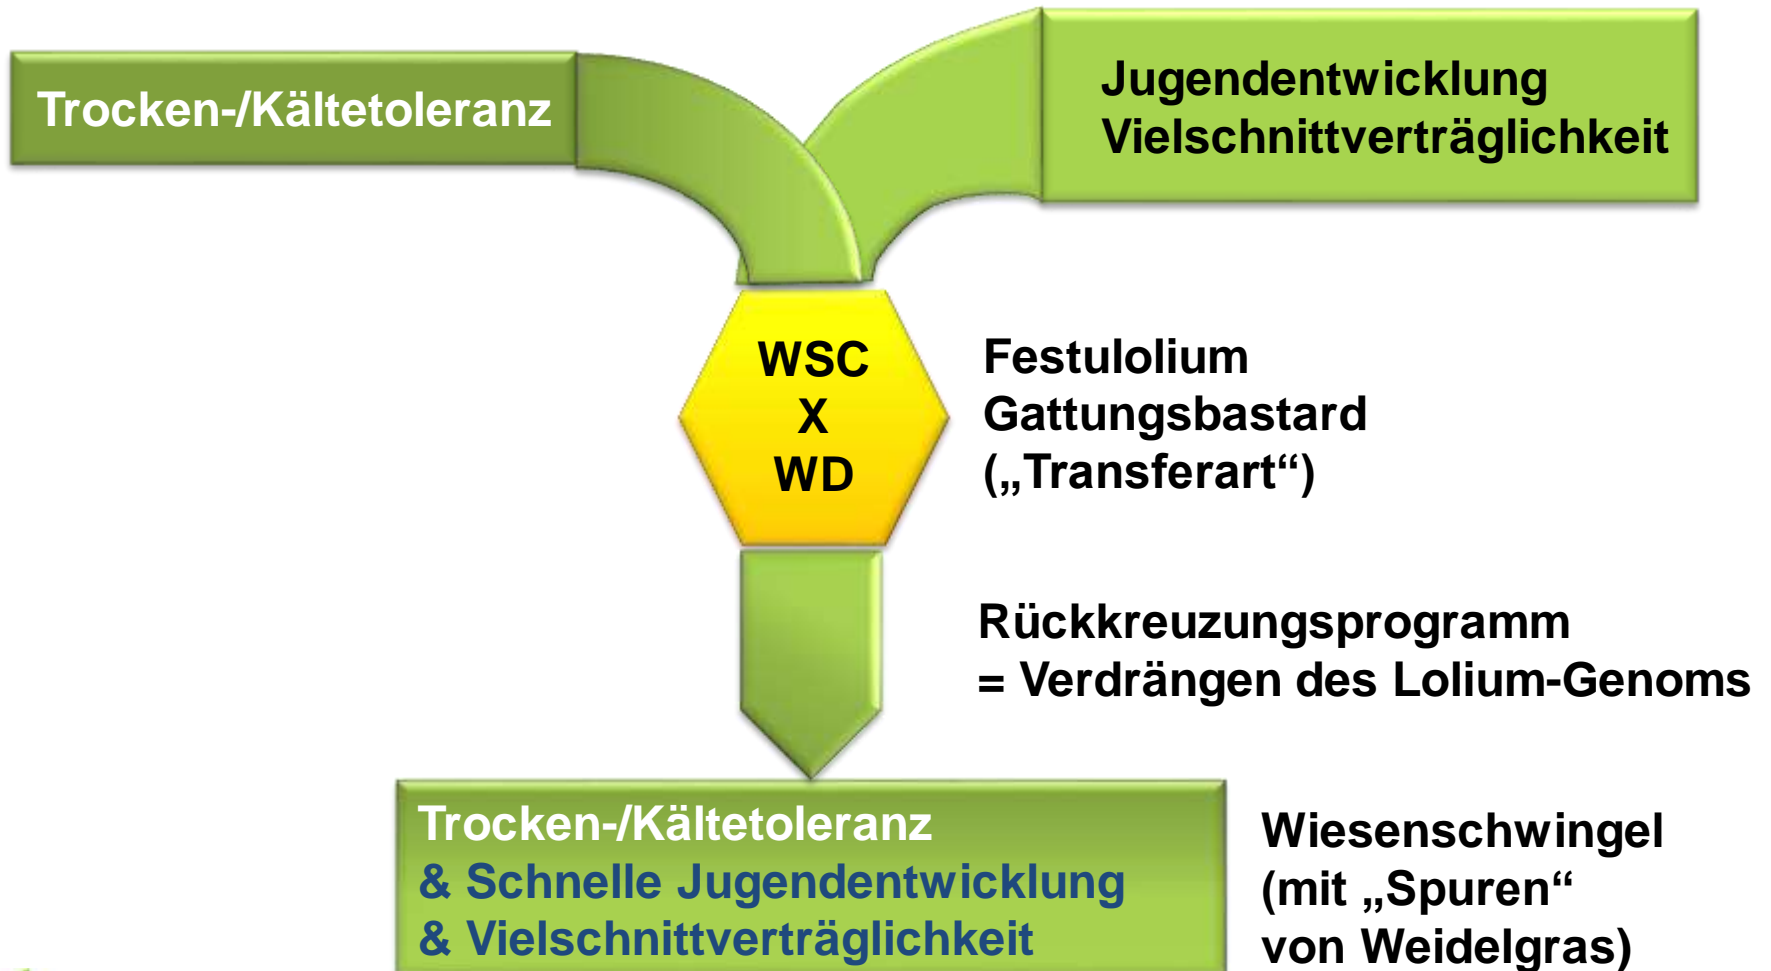 Trocken-/Kältetoleranz
Jugendentwicklung
Vielschnittverträglichkeit
WSC
X
WD
Festulolium
Gattungsbastard
(„Transferart“)
Rückkreuzungsprogramm
= Verdrängen des Lolium-Genoms
Trocken-/Kältetoleranz
& Schnelle Jugendentwicklung
& Vielschnittverträglichkeit
Wiesenschwingel
(mit „Spuren“
von Weidelgras)